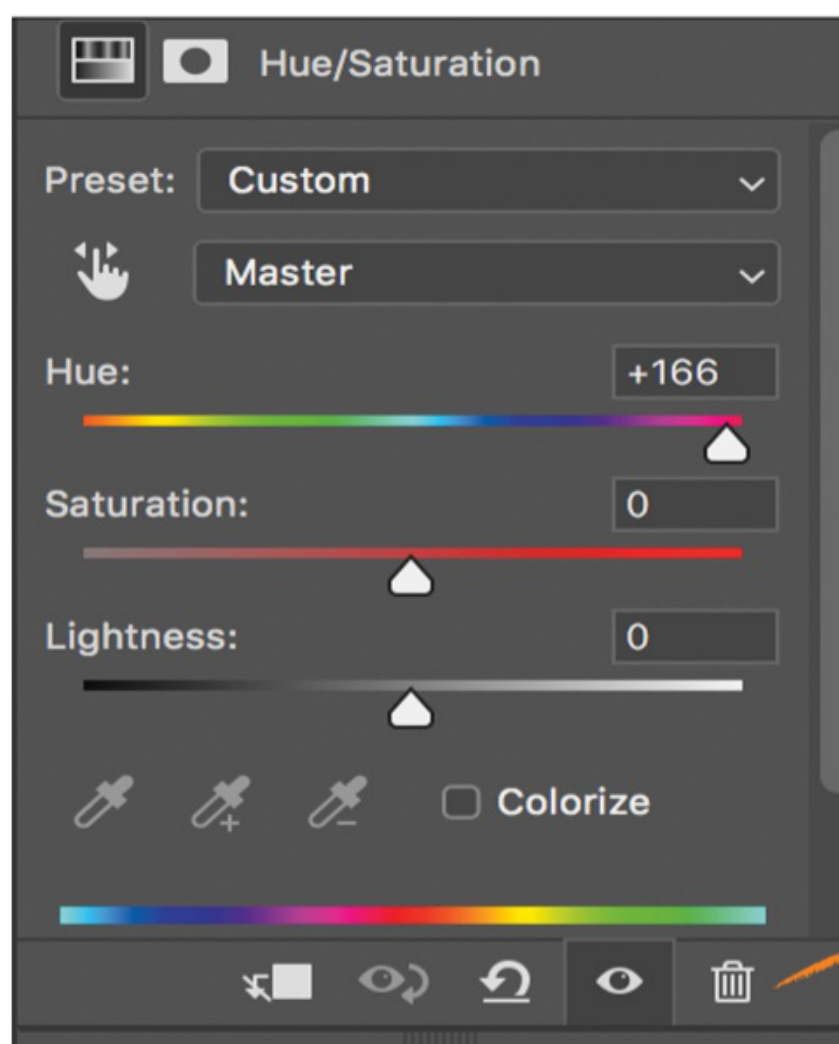 Hue/Saturation
Preset: Custom
Master
Hue: +166
Saturation: 0
Lightness: 0
Colorize